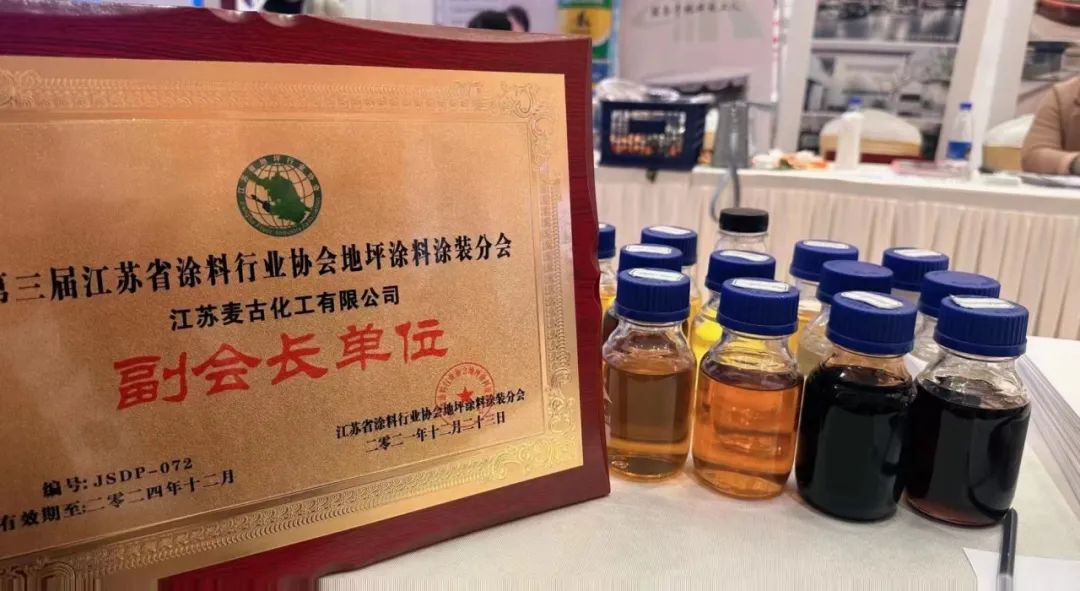 第三届江苏省涂料行业协会地坪涂料涂装分会
江苏麦古化工有限公司
副会长单位
江苏省涂料行业协会地坪涂料涂装分会
二零二一年十二月二十三日
编号:JSDP-072
有效期至:二零二四年十二月